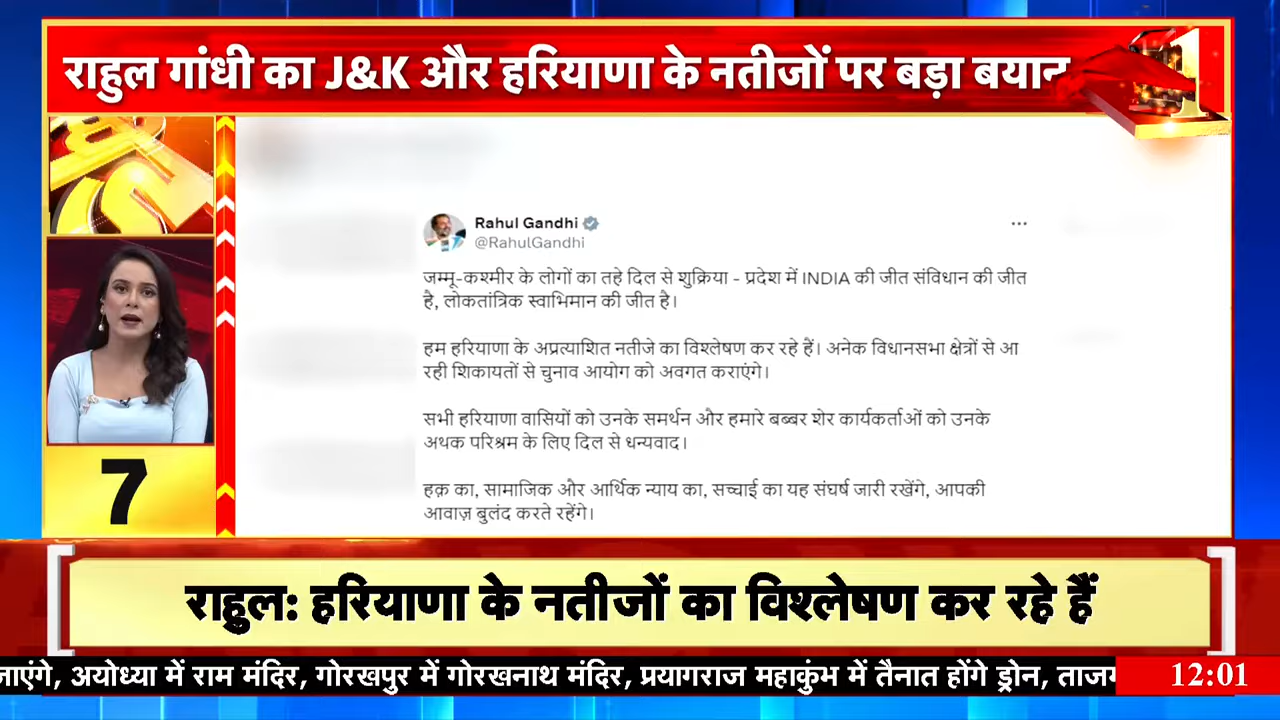 राहुल गांधी का J&K और हरियाणा के नतीजों पर बड़ा बयान
1
Rahul Gandhi
@RahulGandhi
जम्मू-कश्मीर के लोगों का तहे दिल से शुक्रिया - प्रदेश में INDIA की जीत संविधान की जीत
है, लोकतांत्रिक स्वाभिमान की जीत है।
हम हरियाणा के अप्रत्याशित नतीजे का विश्लेषण कर रहे हैं। अनेक विधानसभा क्षेत्रों से आ
रही शिकायतों से चुनाव आयोग को अवगत कराएंगे।
सभी हरियाणा वासियों को उनके समर्थन और हमारे बब्बर शेर कार्यकर्ताओं को उनके
अथक परिश्रम के लिए दिल से धन्यवाद।
हक़ का, सामाजिक और आर्थिक न्याय का, सच्चाई का यह संघर्ष जारी रखेंगे, आपकी
आवाज़ बुलंद करते रहेंगे।
7
राहुल: हरियाणा के नतीजों का विश्लेषण कर रहे हैं
जाएंगे, अयोध्या में राम मंदिर, गोरखपुर में गोरखनाथ मंदिर, प्रयागराज महाकुंभ में तैनात होंगे ड्रोन,
12:01